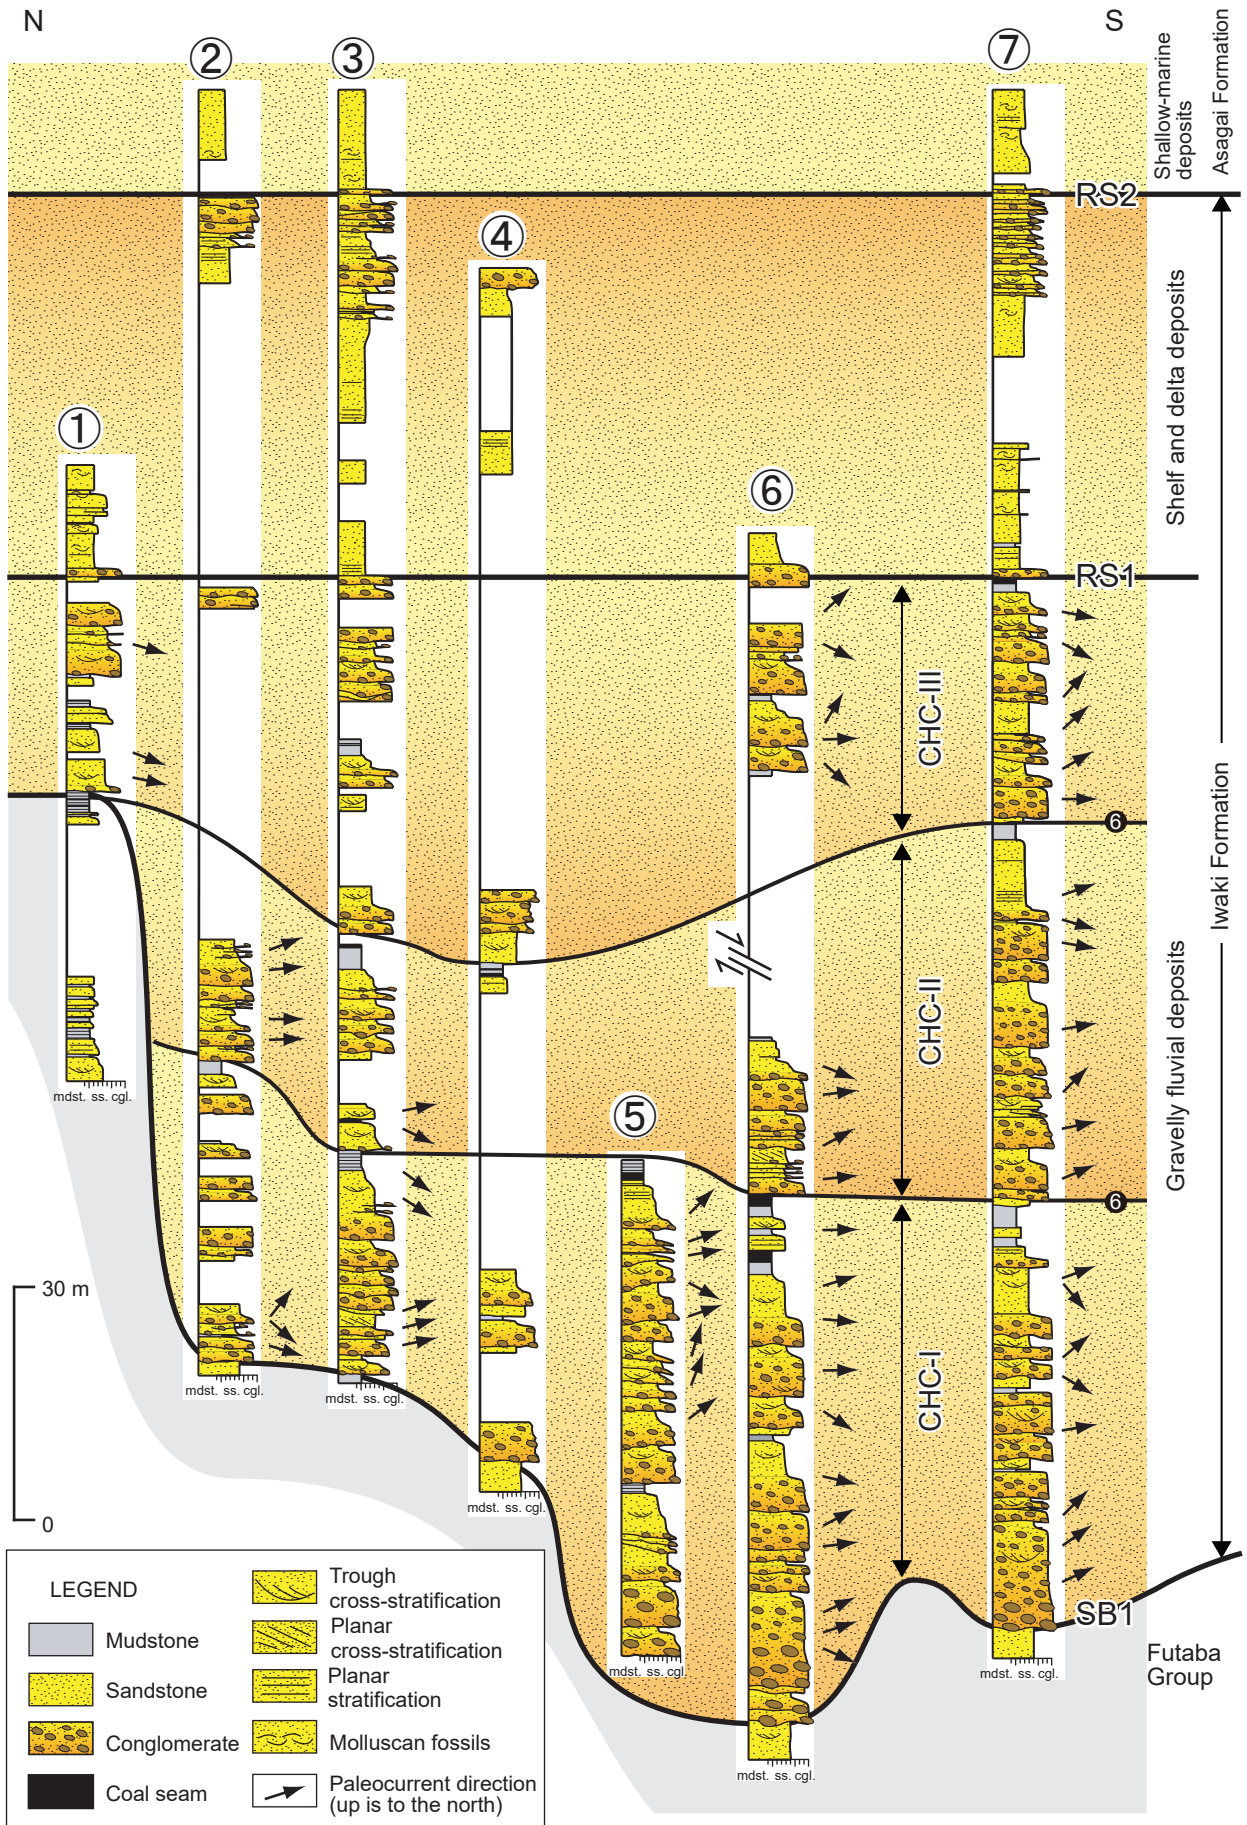 N
S
①
②
③
④
⑤
⑥
⑦
Shallow-marine
deposits
Asagai Formation
RS2
Shelf and delta deposits
RS1
CHC-III
6
CHC-II
Gravelly fluvial deposits
Iwaki Formation
6
CHC-I
SB1
Futaba
Group
mdst. ss. cgl.
mdst. ss. cgl.
mdst. ss. cgl.
mdst. ss. cgl.
mdst. ss. cgl.
mdst. ss. cgl.
mdst. ss. cgl.
30 m
0
LEGEND
Mudstone
Sandstone
Conglomerate
Coal seam
Trough
cross-stratification
Planar
cross-stratification
Planar
stratification
Molluscan fossils
Paleocurrent direction
(up is to the north)